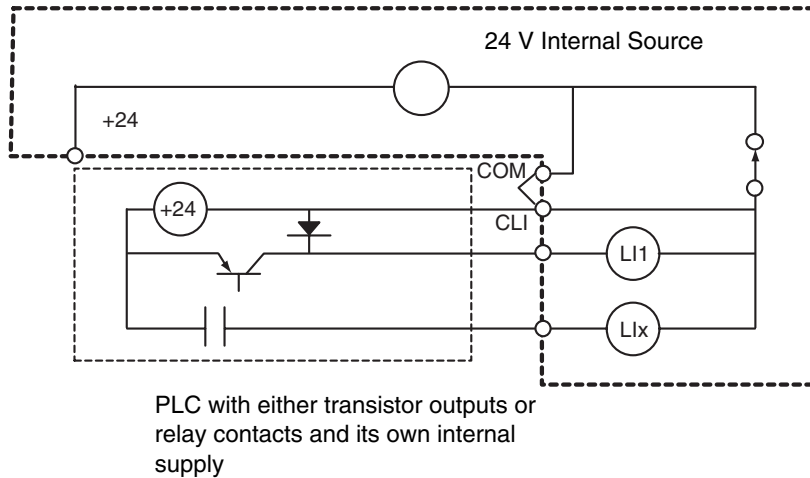 24 V Internal Source
+24
COM
+24
CLI
LI1
LIx
PLC with either transistor outputs or
relay contacts and its own internal
supply